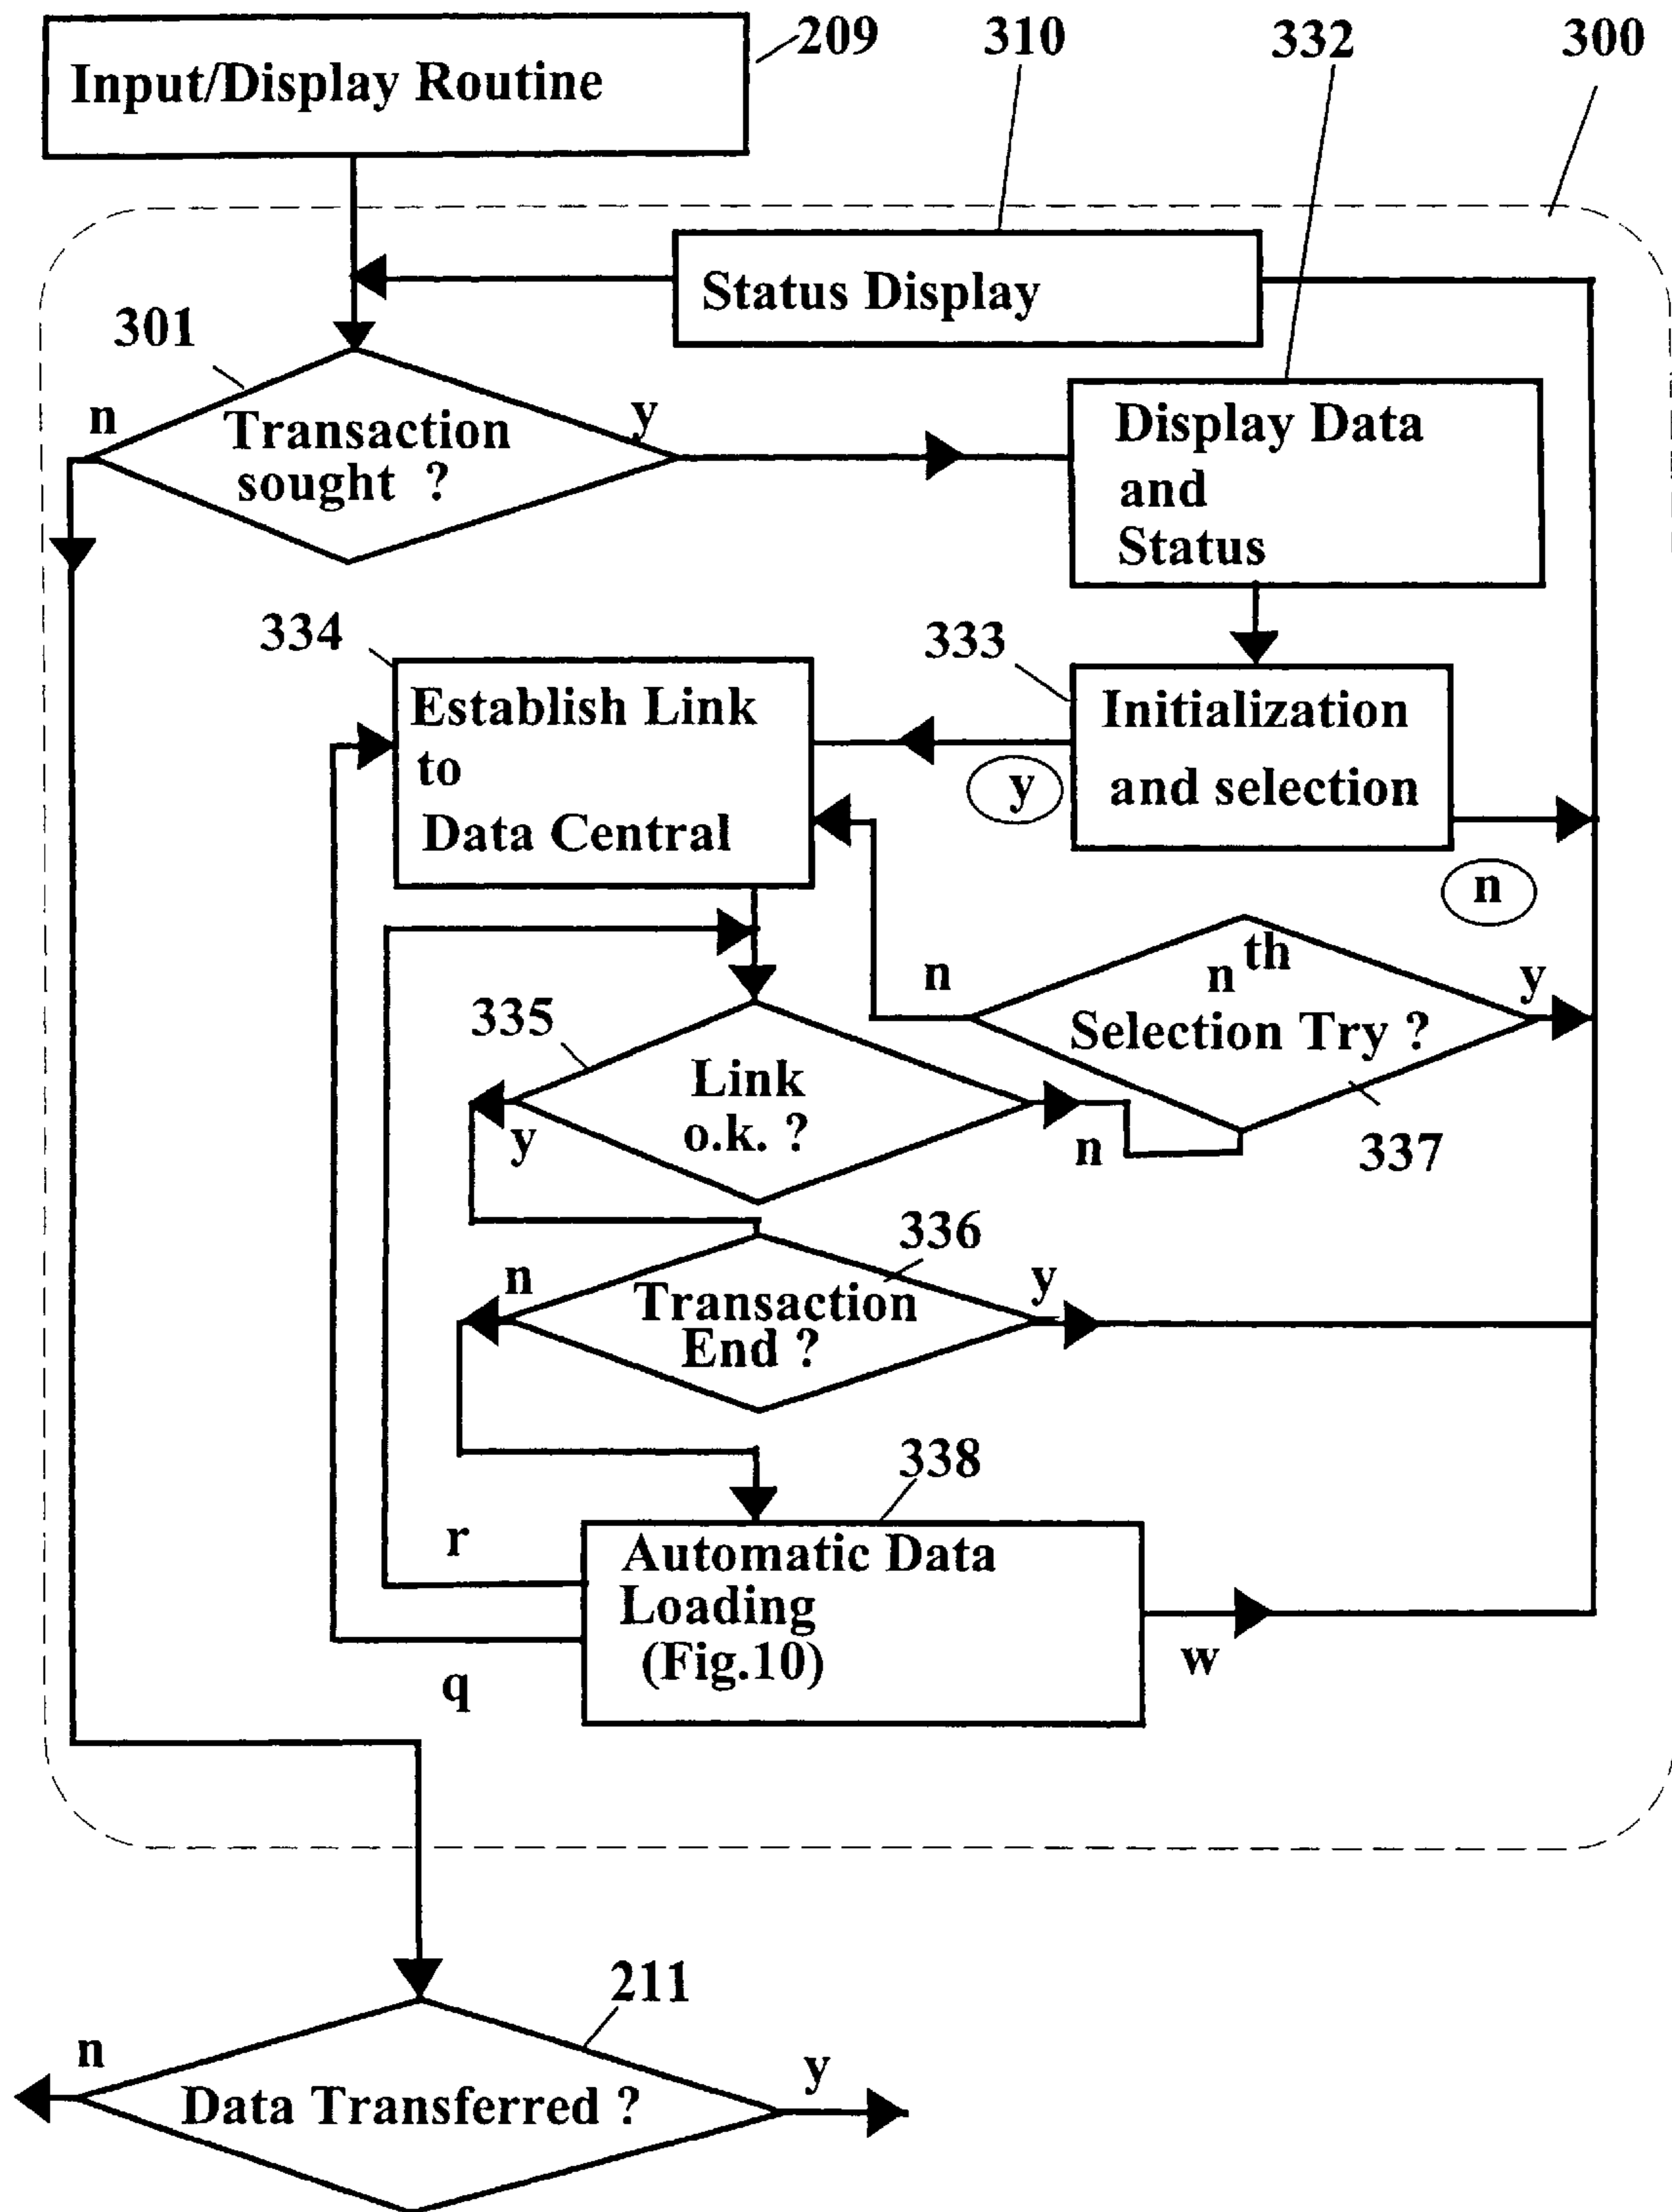 209
310
332
300
Input/Display Routine
Status Display
301
n
Transaction
sought ?
y
Display Data
and
Status
334
333
Establish Link
to
Data Central
Initialization
and selection
y
n
n
nth
Selection Try ?
y
335
Link
o.k. ?
y
n
337
336
n
Transaction
End ?
y
338
r
Automatic Data
Loading
(Fig.10)
q
w
211
n
Data Transferred ?
y